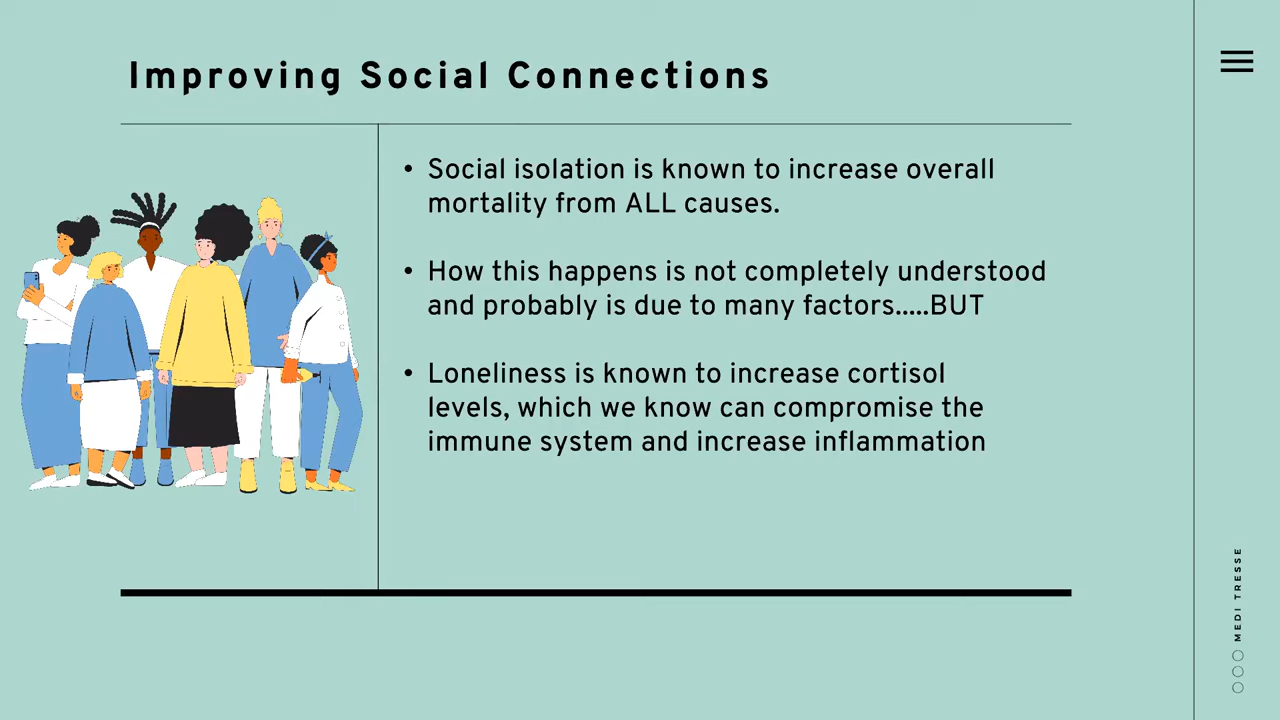 Improving Social Connections
• Social isolation is known to increase overall
mortality from ALL causes.
• How this happens is not completely understood
and probably is due to many factors.....BUT
• Loneliness is known to increase cortisol
levels, which we know can compromise the
immune system and increase inflammation
MEDI TRESSE